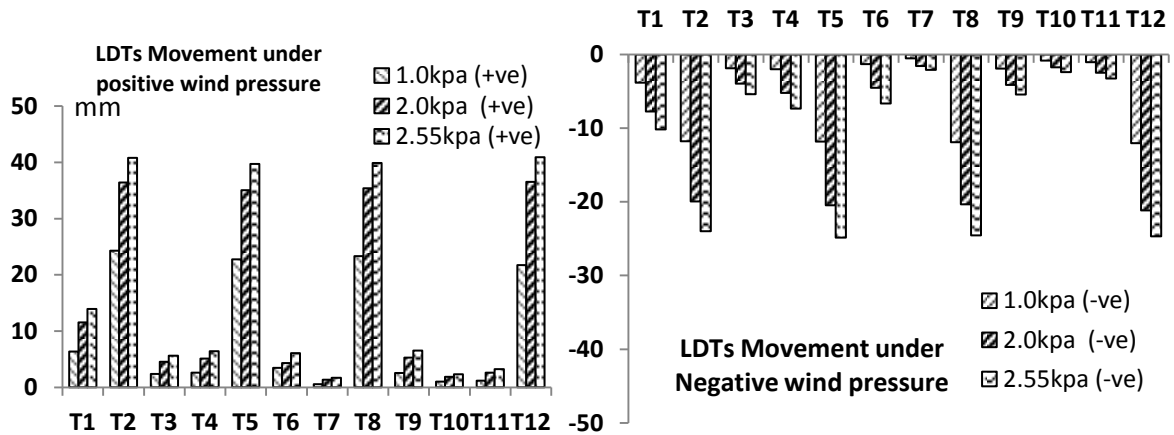 LDTs Movement under
positive wind pressure
mm
1.0kpa (+ve)
2.0kpa (+ve)
2.55kpa (+ve)
50
40
30
20
10
0
T1 T2 T3 T4 T5 T6 T7 T8 T9 T10 T11 T12
T1 T2 T3 T4 T5 T6 T7 T8 T9 T10 T11 T12
0
-10
-20
-30
-40
-50
1.0kpa (-ve)
2.0kpa (-ve)
2.55kpa (-ve)
LDTs Movement under
Negative wind pressure